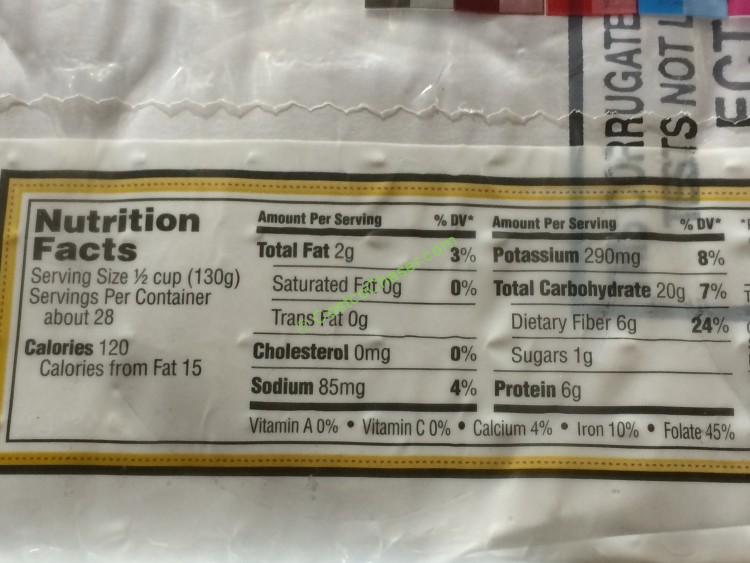 RRUGATE
TS NOT L
ECT
Nutrition
Facts
Serving Size ½ cup (130g)
Servings Per Container
about 28
Calories 120
Calories from Fat 15
Amount Per Serving % DV*
Total Fat 2g 3%
Saturated Fat 0g 0%
Trans Fat 0g
Cholesterol 0mg 0%
Sodium 85mg 4%
Amount Per Serving % DV*
Potassium 290mg 8%
Total Carbohydrate 20g 7%
Dietary Fiber 6g 24%
Sugars 1g
Protein 6g
Vitamin A 0% • Vitamin C 0% • Calcium 4% • Iron 10% • Folate 45%